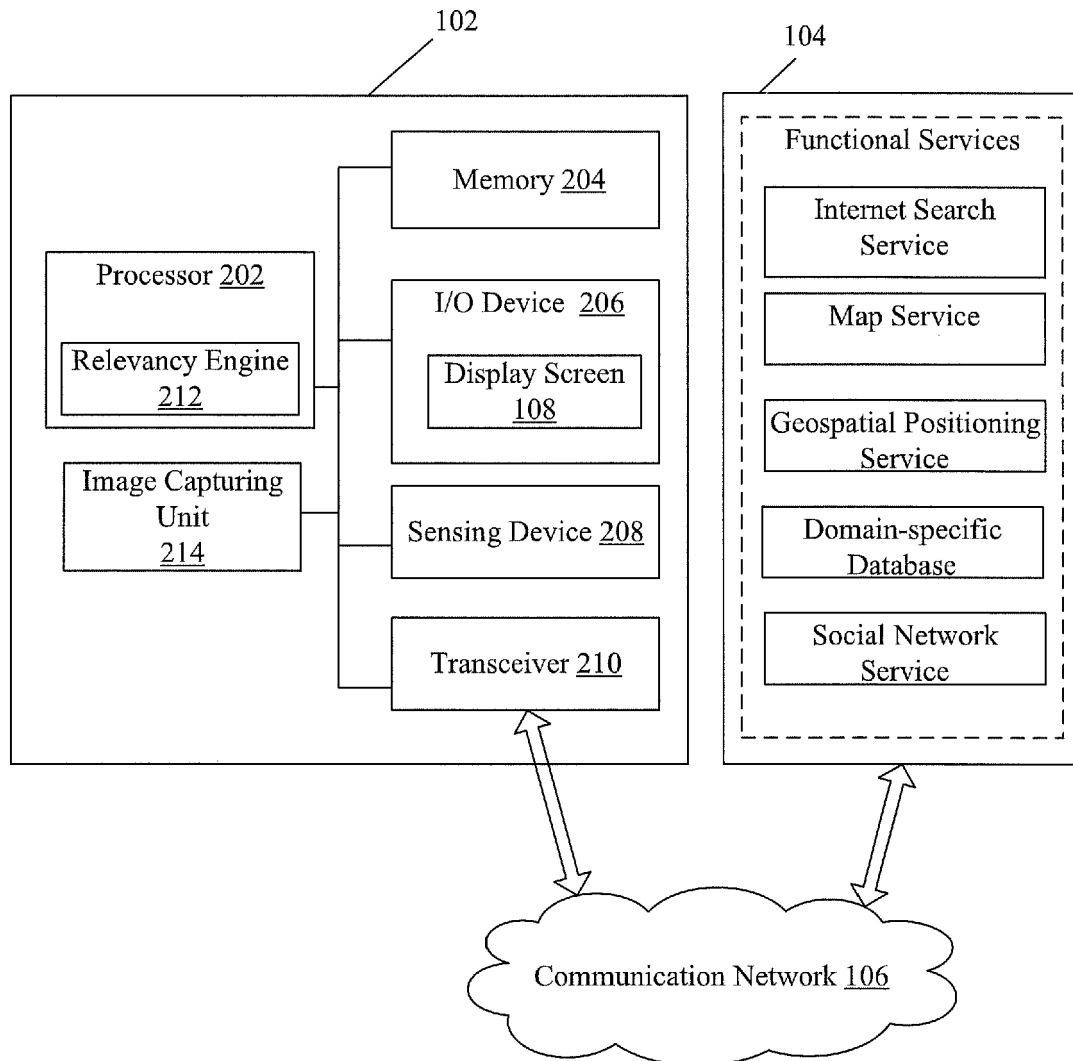 102
104
Memory 204
Processor 202
Relevancy Engine
212
I/O Device 206
Display Screen
108
Image Capturing
Unit
214
Sensing Device 208
Transceiver 210
Functional Services
Internet Search
Service
Map Service
Geospatial Positioning
Service
Domain-specific
Database
Social Network
Service
Communication Network 106